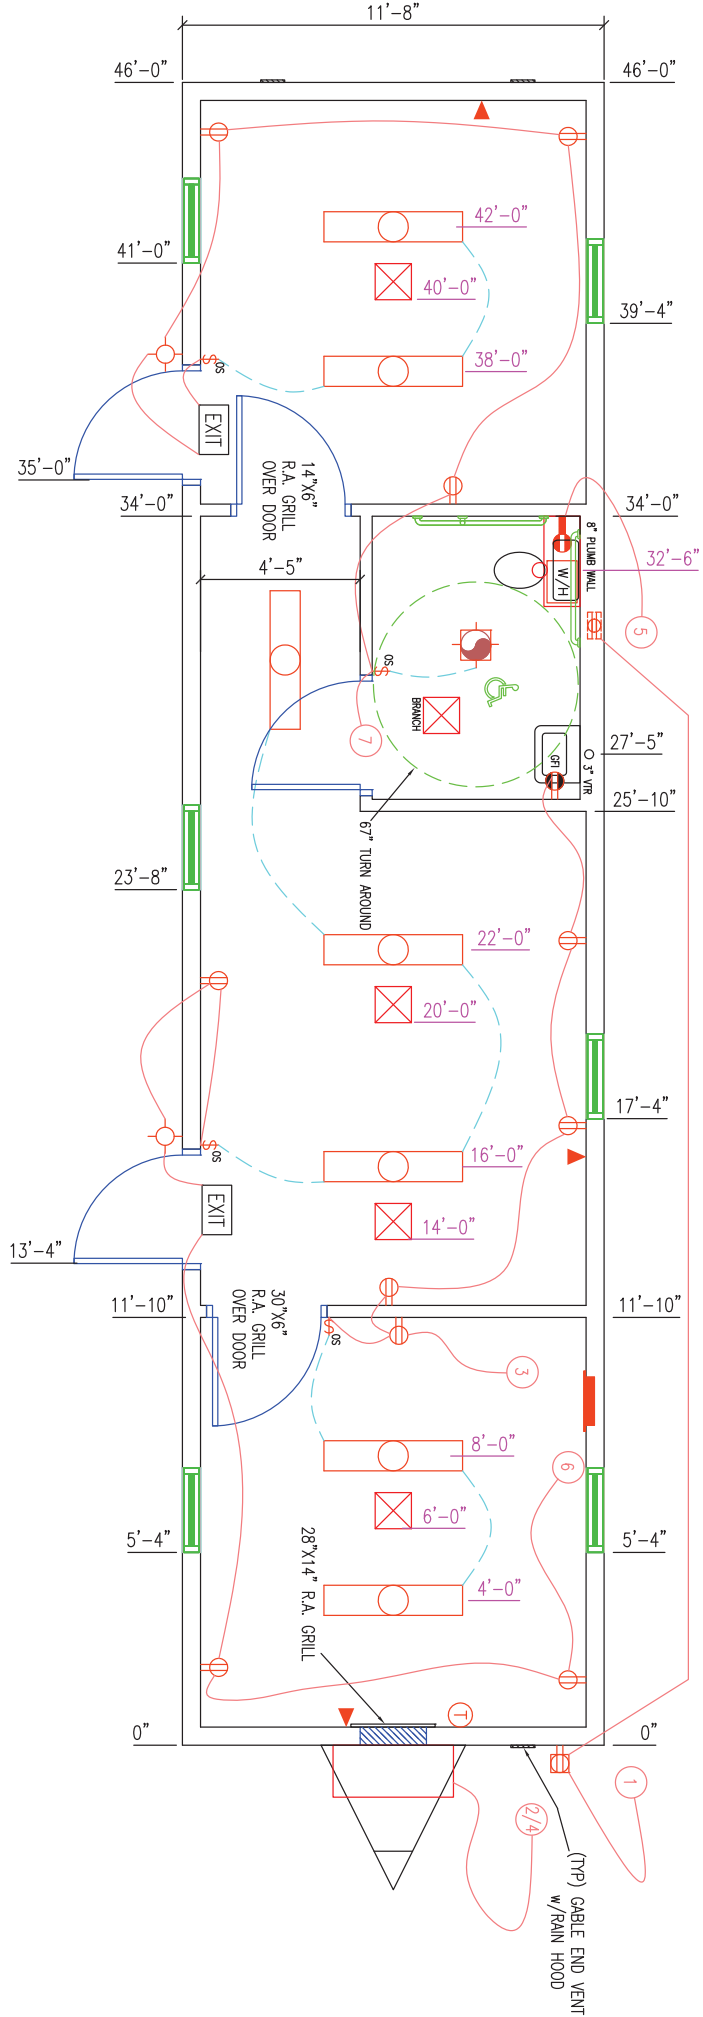 11'-8"
46'-0"
46'-0"
42'-0"
41'-0"
40'-0"
39'-4"
38'-0"
OS
EXIT
35'-0"
14"X6"
R.A. GRILL
OVER DOOR
34'-0"
34'-0"
8" PLUMB WALL
32'-6"
W/H
4'-5"
5
OS
BRANCH
7
GFI
3" VTR
27'-5"
25'-10"
67" TURN AROUND
23'-8"
22'-0"
20'-0"
17'-4"
OS
16'-0"
EXIT
14'-0"
13'-4"
30"X6"
R.A. GRILL
OVER DOOR
11'-10"
11'-10"
OS
3
8'-0"
6
6'-0"
5'-4"
5'-4"
28"X14" R.A. GRILL
4'-0"
T
0"
0"
1
2/4
(TYP) GABLE END VENT
w/RAIN HOOD